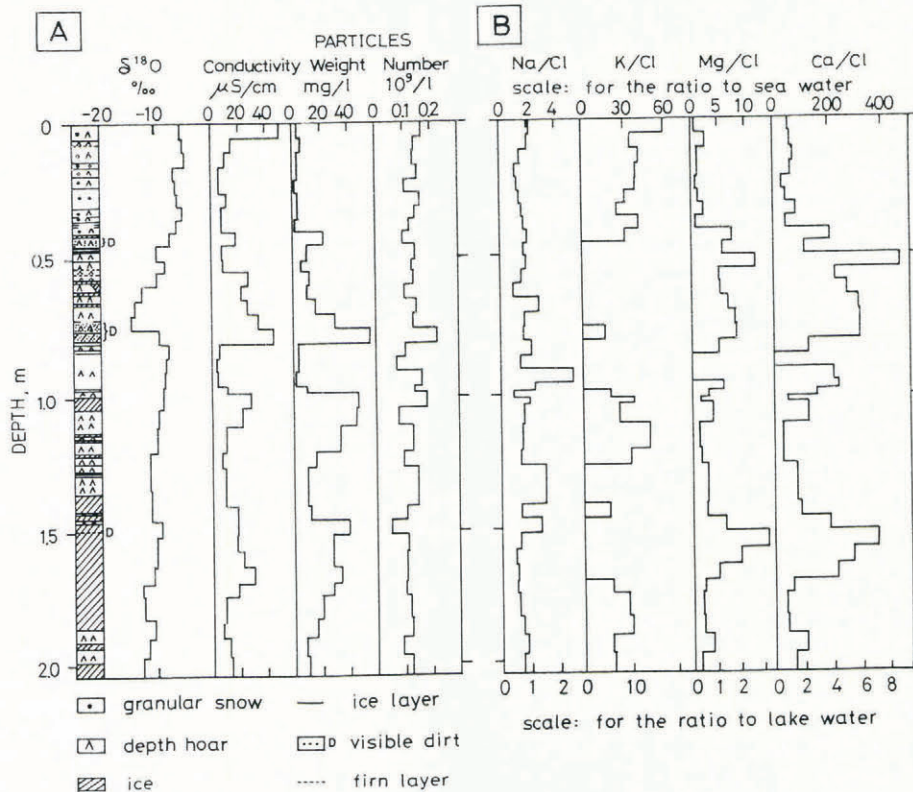 A
B
PARTICLES
δ18O Conductivity Weight Number
‰ μS/cm mg/l 10⁹/l
Na/Cl K/Cl Mg/Cl Ca/Cl
scale: for the ratio to sea water
-20 -10 0 20 40 0 20 40 0 0.1 0.2
0 2 4 0 30 60 0 5 10 0 200 400
DEPTH, m
0
0.5
1.0
1.5
2.0
D
D
D
0 1 2 0 10 0 1 2 0 2 4 6 8
scale: for the ratio to lake water
granular snow
ice layer
depth hoar
D visible dirt
ice
firn layer